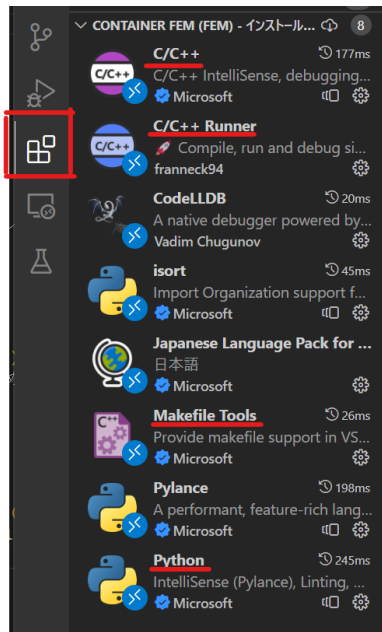 CONTAINER FEM (FEM) - インストール... 8
C/C++ 177ms
C/C++
C/C++ IntelliSense, debugging...
Microsoft
C/C++ Runner
C/C++
Compile, run and debug si...
franneck94
CodeLLDB 20ms
A native debugger powered by...
Vadim Chugunov
isort 45ms
Import Organization support f...
Microsoft
Japanese Language Pack for ...
日本語
Microsoft
Makefile Tools 26ms
C++
Provide makefile support in VS...
Microsoft
Pylance 198ms
A performant, feature-rich lang...
Microsoft
Python 245ms
IntelliSense (Pylance), Linting, ...
Microsoft